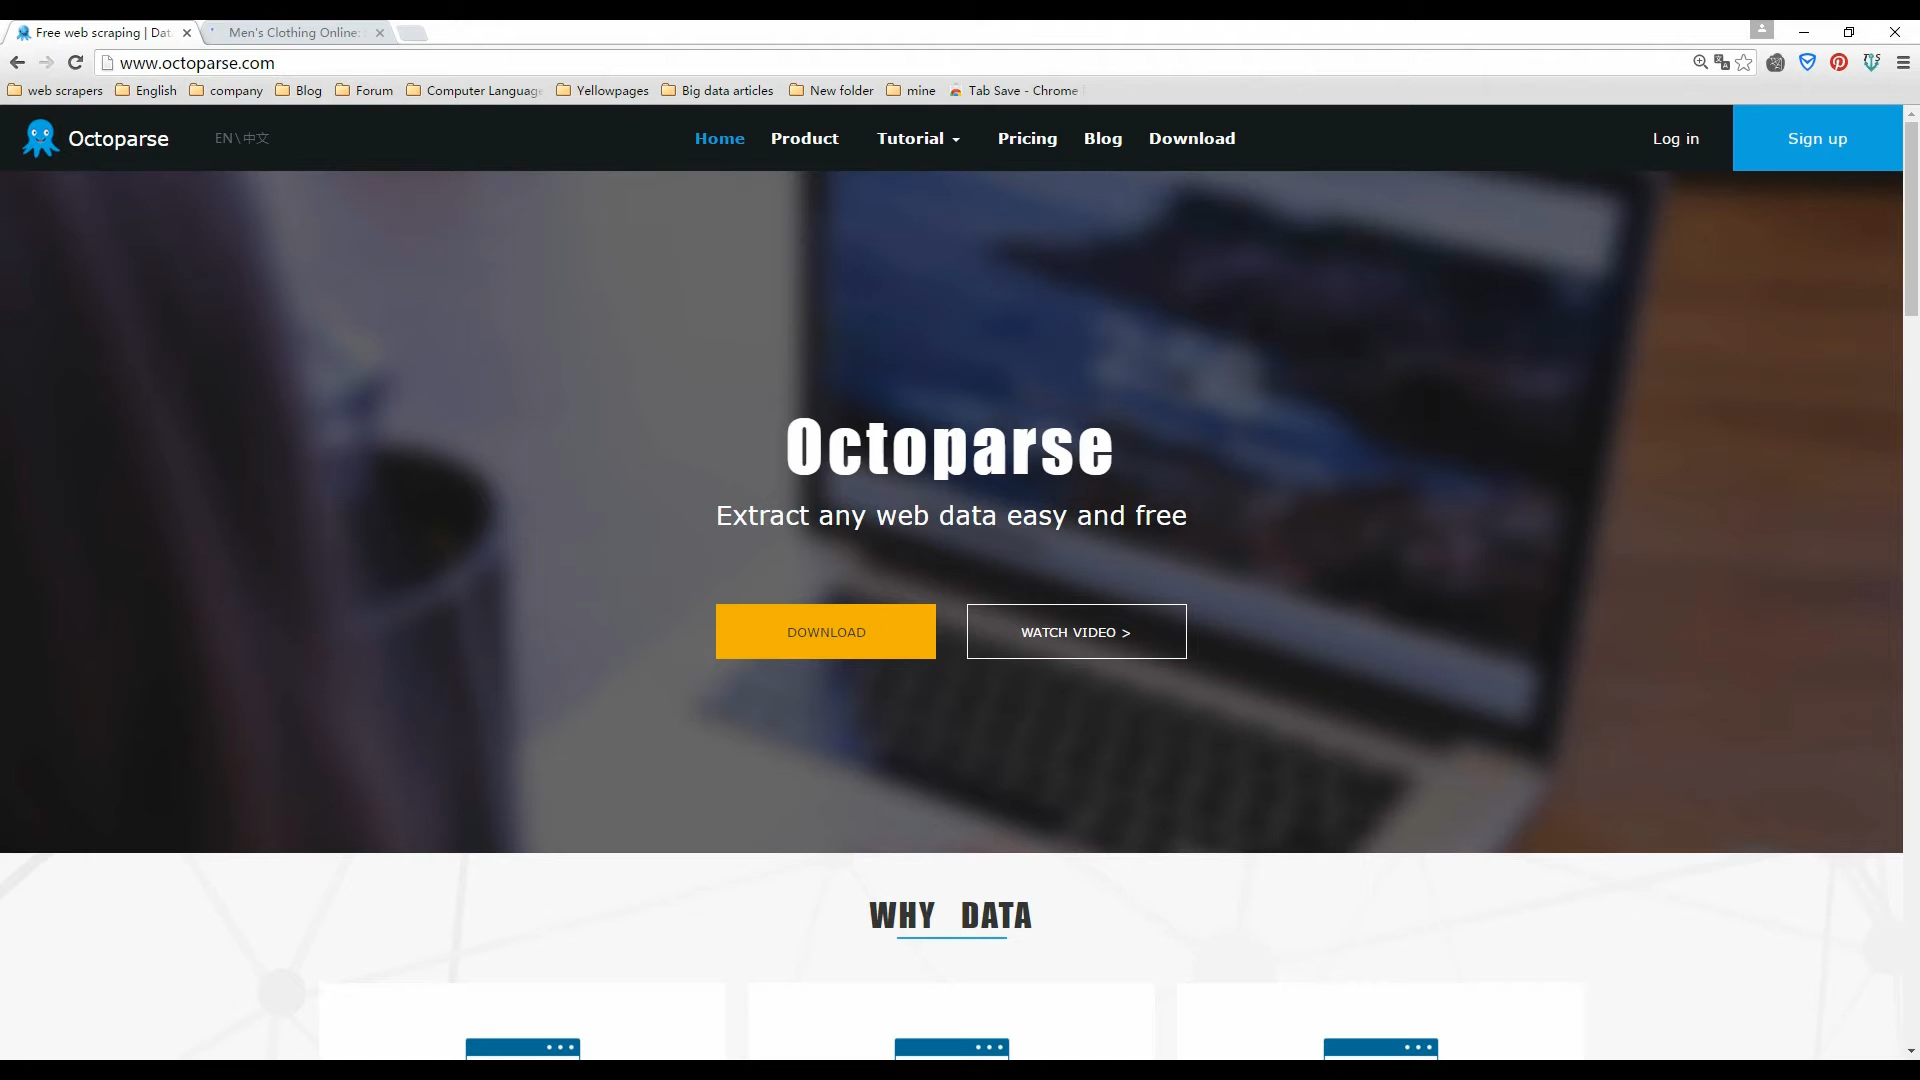 Free web scraping | Dat
Men's Clothing Online:
www.octoparse.com
web scrapers English company Blog Forum Computer Language Yellowpages Big data articles New folder mine Tab Save - Chrome
Octoparse EN \ 中文 Home Product Tutorial Pricing Blog Download Log in Sign up
Octoparse
Extract any web data easy and free
DOWNLOAD WATCH VIDEO >
WHY DATA